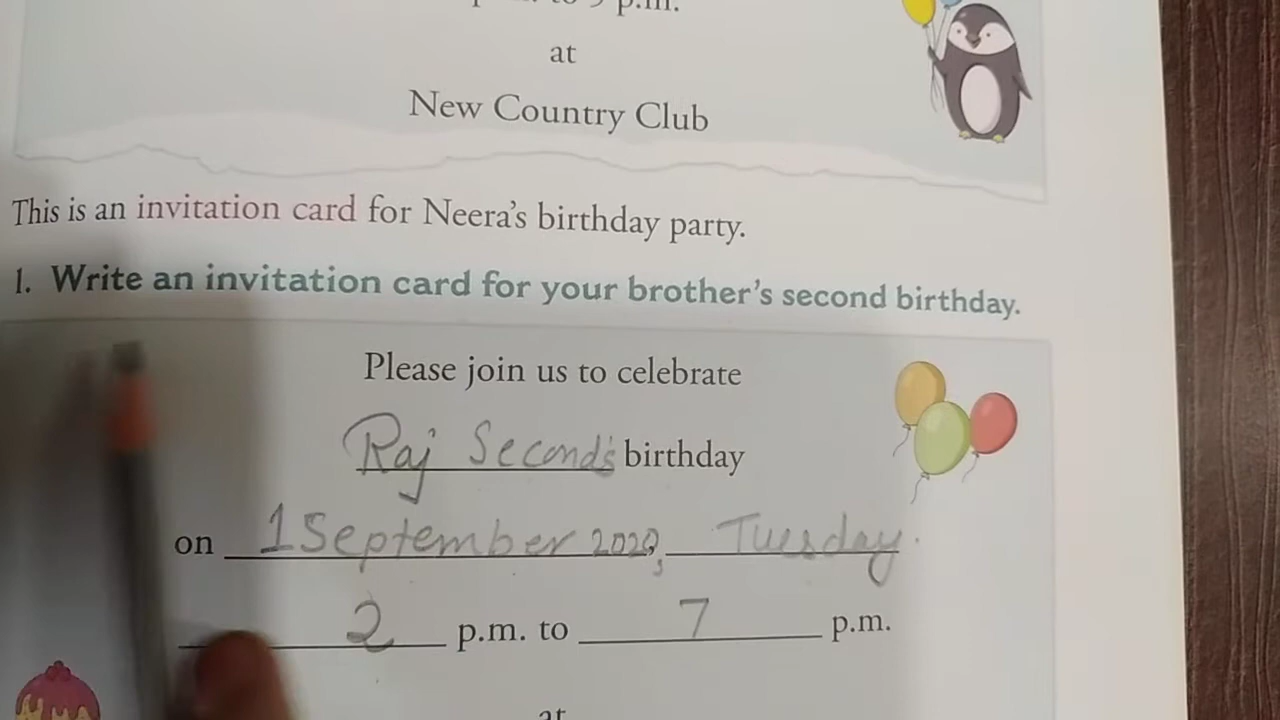 p.m.
at
New Country Club
This is an invitation card for Neera's birthday party.
1. Write an invitation card for your brother's second birthday.
Please join us to celebrate
Raj Second's birthday
on 1 September 2020, Tuesday.
2 p.m. to 7 p.m.
at